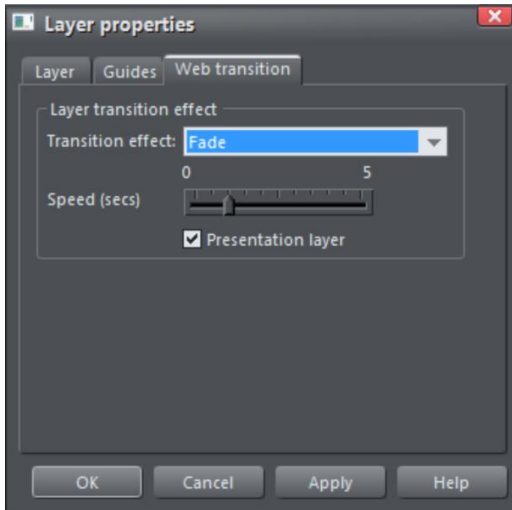 Layer properties
Layer Guides Web transition
Layer transition effect
Transition effect: Fade
0 5
Speed (secs)
Presentation layer
OK Cancel Apply Help